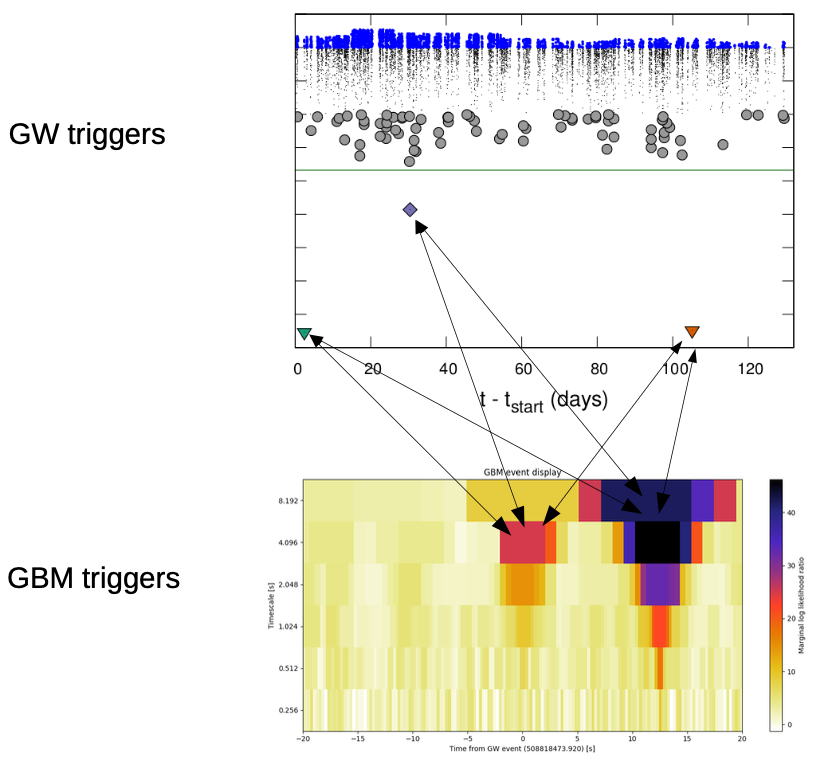 GW triggers
0 20 40 60 80 100 120
t - tstart (days)
GBM triggers
GBM event display
8.192
4.096
2.048
1.024
0.512
0.256
Timescale [s]
−20 −15 −10 −5 0 5 10 15 20
Time from GW event (508818473.920) [s]
40
30
20
10
0
Marginal log likelihood ratio